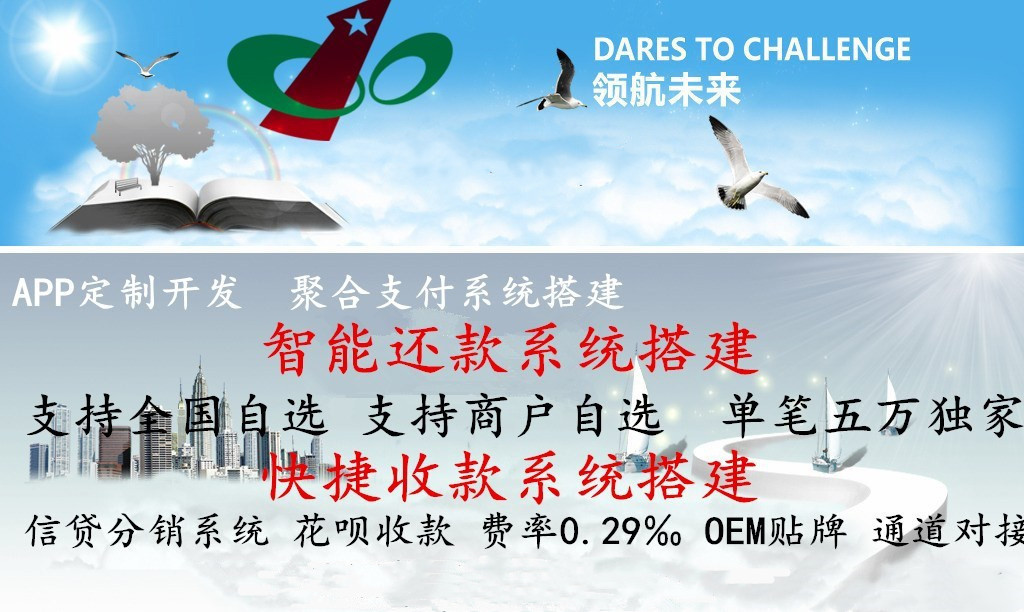 DARES TO CHALLENGE
领航未来
APP定制开发 聚合支付系统搭建
智能还款系统搭建
支持全国自选 支持商户自选 单笔五万独家
快捷收款系统搭建
信贷分销系统 花呗收款 费率0.29‰ OEM贴牌 通道对接